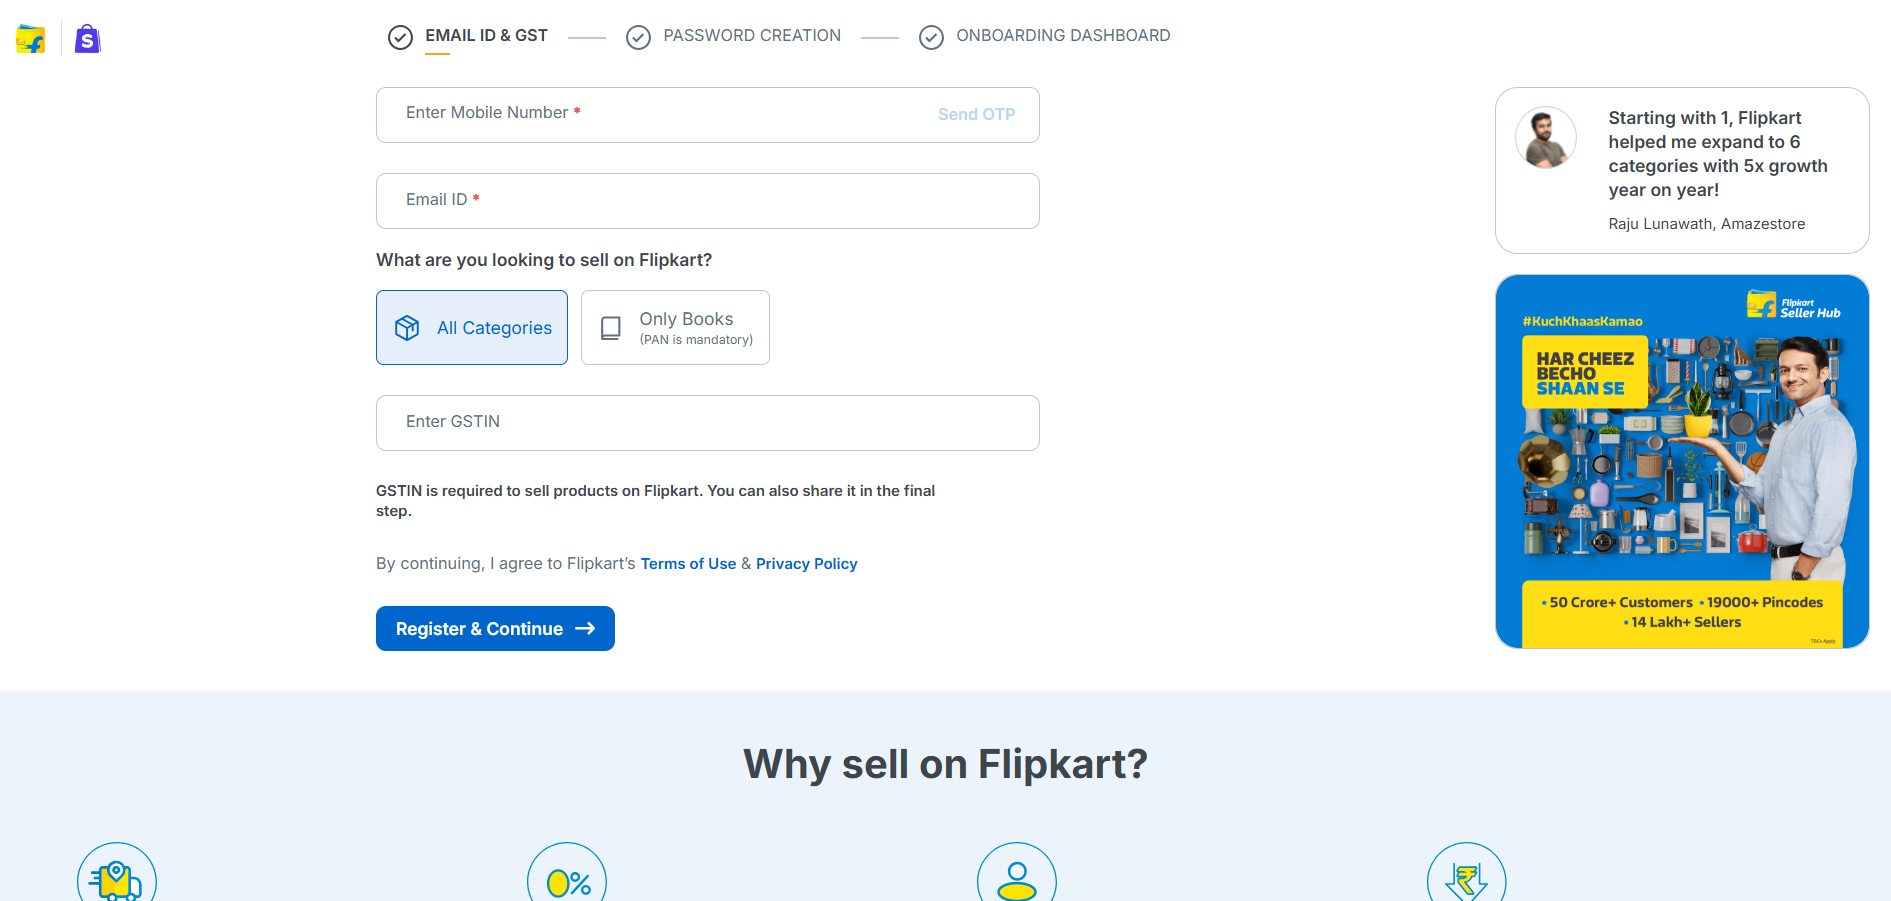 S
EMAIL ID & GST
PASSWORD CREATION
ONBOARDING DASHBOARD
Enter Mobile Number *
Send OTP
Email ID *
What are you looking to sell on Flipkart?
All Categories
Only Books
(PAN is mandatory)
Enter GSTIN
GSTIN is required to sell products on Flipkart. You can also share it in the final
step.
By continuing, I agree to Flipkart's Terms of Use & Privacy Policy
Register & Continue
Starting with 1, Flipkart
helped me expand to 6
categories with 5x growth
year on year!
Raju Lunawath, Amazestore
Flipkart
Seller Hub
#KuchKhaasKamao
HAR CHEEZ
BECHO
SHAAN SE
• 50 Crore+ Customers • 19000+ Pincodes
• 14 Lakh+ Sellers
T&Cs Apply
Why sell on Flipkart?
0%